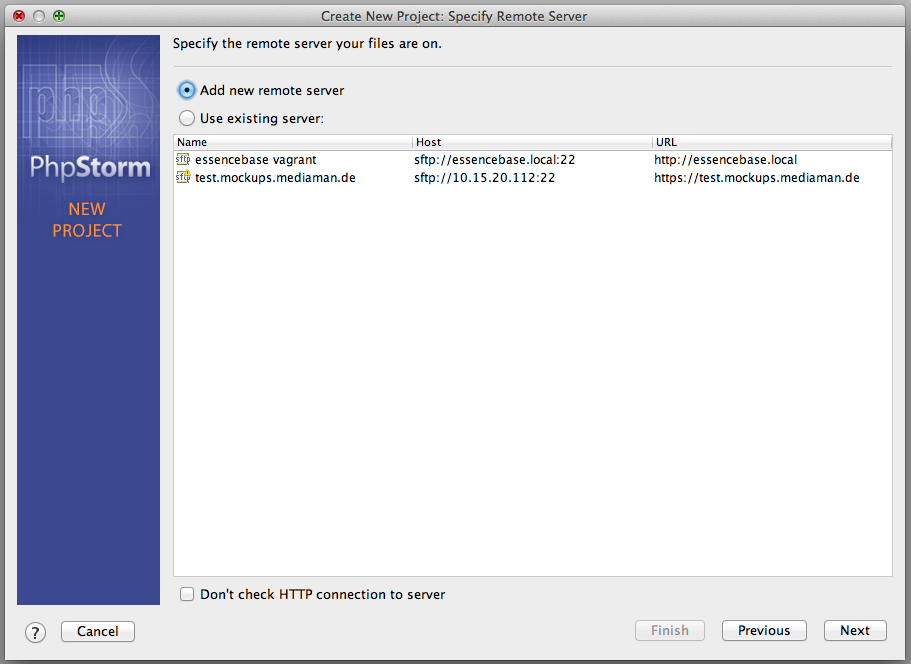 Create New Project: Specify Remote Server
Specify the remote server your files are on.
php
PhpStorm
NEW
PROJECT
Add new remote server
Use existing server:
Name Host URL
sftp essencebase vagrant sftp://essencebase.local:22 http://essencebase.local
sftp test.mockups.mediaman.de sftp://10.15.20.112:22 https://test.mockups.mediaman.de
Don't check HTTP connection to server
? Cancel Finish Previous Next